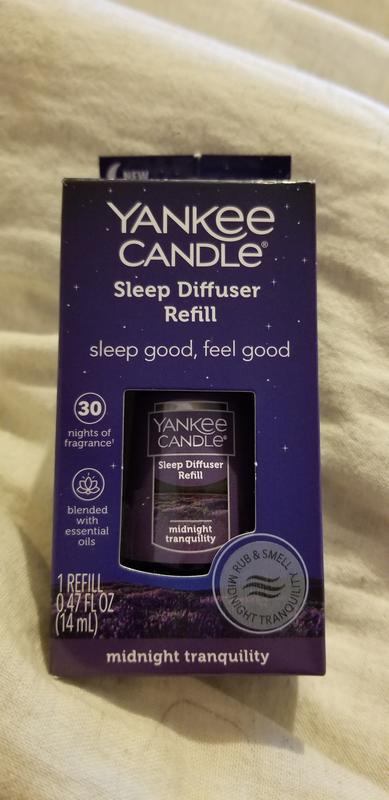 NEW
YANKEE
CANDLE®
Sleep Diffuser
Refill
sleep good, feel good
30
nights of
fragrance†
blended
with
essential
oils
YANKEE
CANDLE®
Sleep Diffuser
Refill
midnight
tranquility
RUB & SMELL
MIDNIGHT TRANQUILITY
1 REFILL
0.47 FL OZ
(14 mL)
midnight tranquility